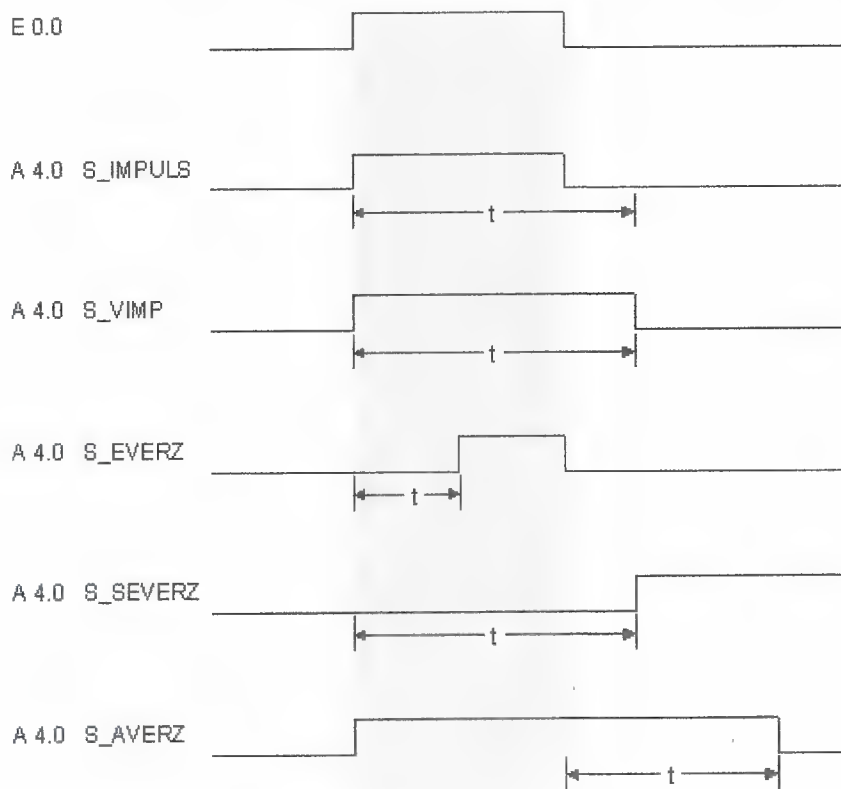 E 0.0
A 4.0 S_IMPULS
t
A 4.0 S_VIMP
t
A 4.0 S_EVERZ
t
A 4.0 S_SEVERZ
t
A 4.0 S_AVERZ
t